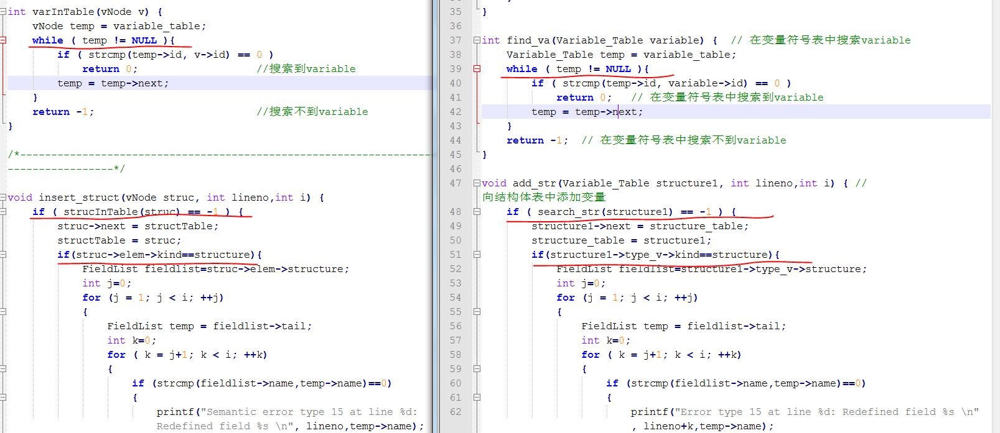 int varInTable(vNode v) {
vNode temp = variable_table;
while ( temp != NULL ){
if ( strcmp(temp->id, v->id) == 0 )
return 0; //搜索到variable
temp = temp->next;
}
return -1; //搜索不到variable
}
/*------------------------------------------------------------------
-----------------*/
void insert_struct(vNode struc, int lineno,int i) {
if ( strucInTable(struc) == -1 ) {
struc->next = structTable;
structTable = struc;
if(struc->elem->kind==structure){
FieldList fieldlist=struc->elem->structure;
int j=0;
for (j = 1; j < i; ++j)
{
FieldList temp = fieldlist->tail;
int k=0;
for ( k = j+1; k < i; ++k)
{
if (strcmp(fieldlist->name,temp->name)==0)
{
printf("Semantic error type 15 at line %d:
Redefined field %s \n", lineno,temp->name);
35 }
36
37 int find_va(Variable_Table variable) { // 在变量符号表中搜索variable
38 Variable_Table temp = variable_table;
39 while ( temp != NULL ){
40 if ( strcmp(temp->id, variable->id) == 0 )
41 return 0; // 在变量符号表中搜索到variable
42 temp = temp->next;
43 }
44 return -1; // 在变量符号表中搜索不到variable
45 }
46
47 void add_str(Variable_Table structure1, int lineno,int i) { //
向结构体表中添加变量
48 if ( search_str(structure1) == -1 ) {
49 structure1->next = structure_table;
50 structure_table = structure1;
51 if(structure1->type_v->kind==structure){
52 FieldList fieldlist=structure1->type_v->structure;
53 int j=0;
54 for (j = 1; j < i; ++j)
55 {
56 FieldList temp = fieldlist->tail;
57 int k=0;
58 for ( k = j+1; k < i; ++k)
59 {
60 if (strcmp(fieldlist->name,temp->name)==0)
61 {
62 printf("Error type 15 at line %d: Redefined field %s \n"
, lineno+k,temp->name);